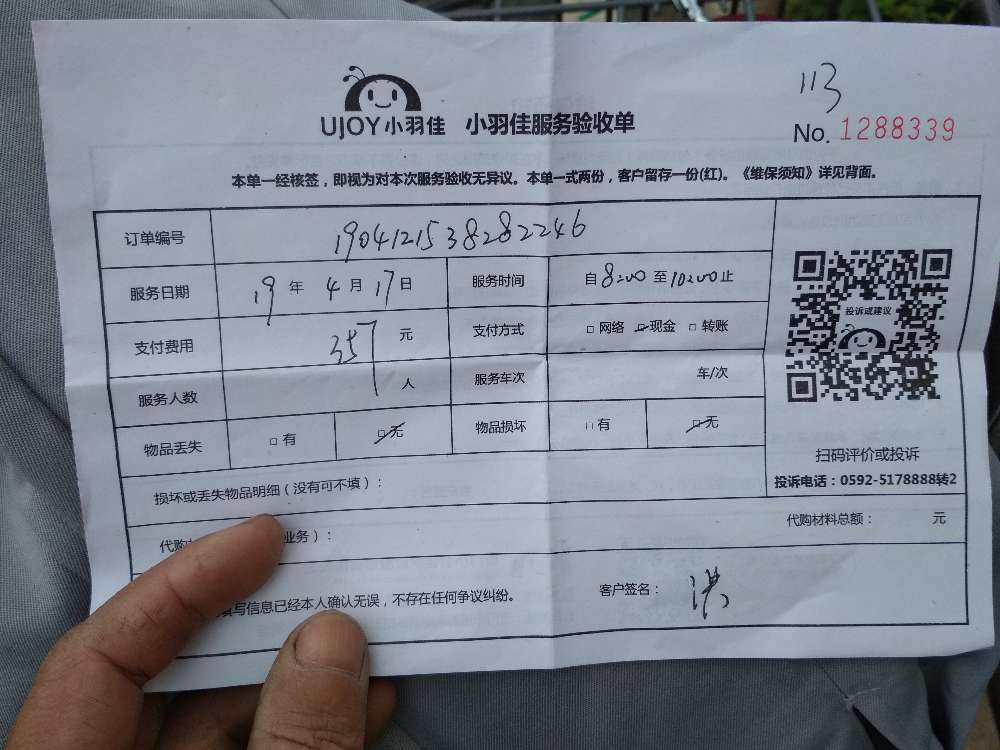 113
UJOY小羽佳 小羽佳服务验收单
No. 1288339
本单一经核签，即视为对本次服务验收无异议。本单一式两份，客户留存一份(红)。《维保须知》详见背面。
订单编号 1904121538282246
服务日期 19 年 4 月 17 日 服务时间 自 8:00 至 10:00 止
支付费用 357 元 支付方式 □ 网络 □ 现金 □ 转账
服务人数 人 服务车次 车/次
物品丢失 □ 有 □ 无 物品损坏 □ 有 □ 无
投诉或建议
扫码评价或投诉
投诉电话：0592-5178888转2
损坏或丢失物品明细（没有可不填）：
代购 业务）： 代购材料总额： 元
填写信息已经本人确认无误，不存在任何争议纠纷。 客户签名： 洪